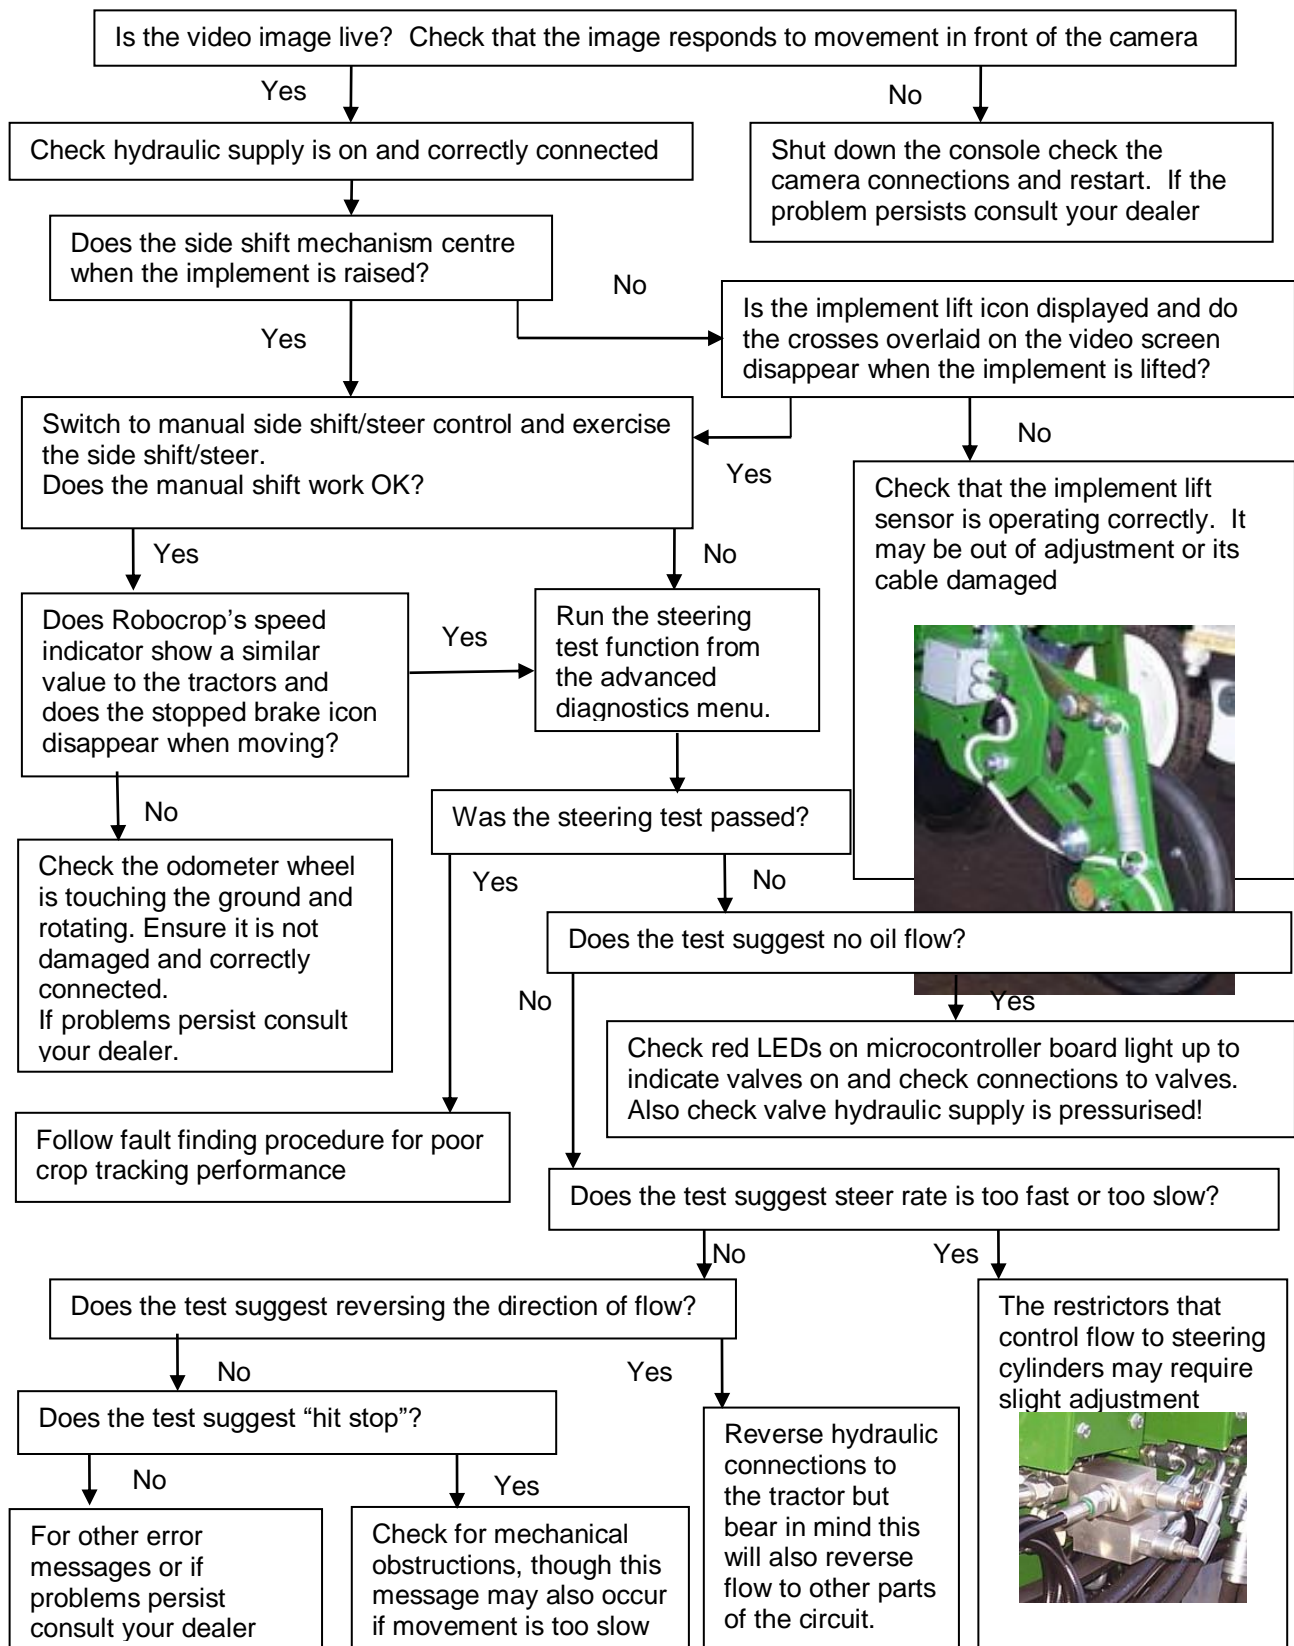 Is the video image live?  Check that the image responds to movement in front of the camera
Yes
No
Check hydraulic supply is on and correctly connected
Shut down the console check the
camera connections and restart.  If the
problem persists consult your dealer
Does the side shift mechanism centre
when the implement is raised?
No
Yes
Is the implement lift icon displayed and do
the crosses overlaid on the video screen
disappear when the implement is lifted?
Switch to manual side shift/steer control and exercise
the side shift/steer.
Does the manual shift work OK?
Yes
No
Check that the implement lift
sensor is operating correctly.  It
may be out of adjustment or its
cable damaged
Yes
No
Does Robocrop’s speed
indicator show a similar
value to the tractors and
does the stopped brake icon
disappear when moving?
Yes
Run the steering
test function from
the advanced
diagnostics menu.
No
Was the steering test passed?
Check the odometer wheel
is touching the ground and
rotating. Ensure it is not
damaged and correctly
connected.
If problems persist consult
your dealer.
Yes
No
Does the test suggest no oil flow?
No
Yes
Check red LEDs on microcontroller board light up to
indicate valves on and check connections to valves.
Also check valve hydraulic supply is pressurised!
Follow fault finding procedure for poor
crop tracking performance
Does the test suggest steer rate is too fast or too slow?
No
Yes
Does the test suggest reversing the direction of flow?
The restrictors that
control flow to steering
cylinders may require
slight adjustment
No
Yes
Does the test suggest “hit stop”?
Reverse hydraulic
connections to
the tractor but
bear in mind this
will also reverse
flow to other parts
of the circuit.
No
Yes
For other error
messages or if
problems persist
consult your dealer
Check for mechanical
obstructions, though this
message may also occur
if movement is too slow